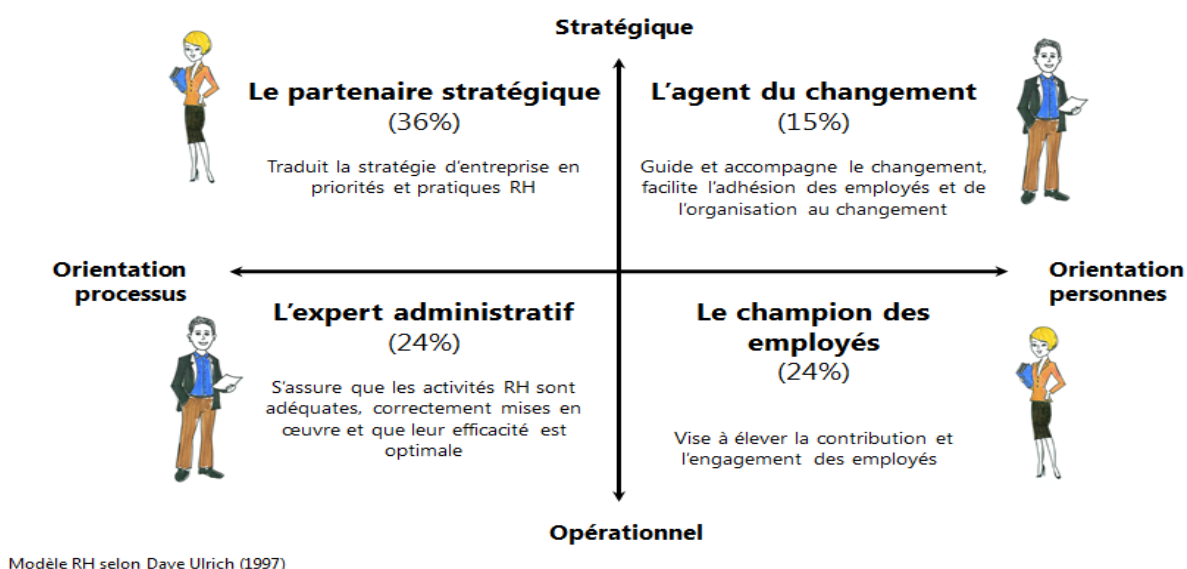 Stratégique
Le partenaire stratégique
(36%)
Traduit la stratégie d'entreprise en
priorités et pratiques RH
L'agent du changement
(15%)
Guide et accompagne le changement,
facilite l'adhésion des employés et de
l'organisation au changement
Orientation
processus
Orientation
personnes
L'expert administratif
(24%)
S'assure que les activités RH sont
adéquates, correctement mises en
œuvre et que leur efficacité est
optimale
Le champion des
employés
(24%)
Vise à élever la contribution et
l'engagement des employés
Opérationnel
Modèle RH selon Dave Ulrich (1997)